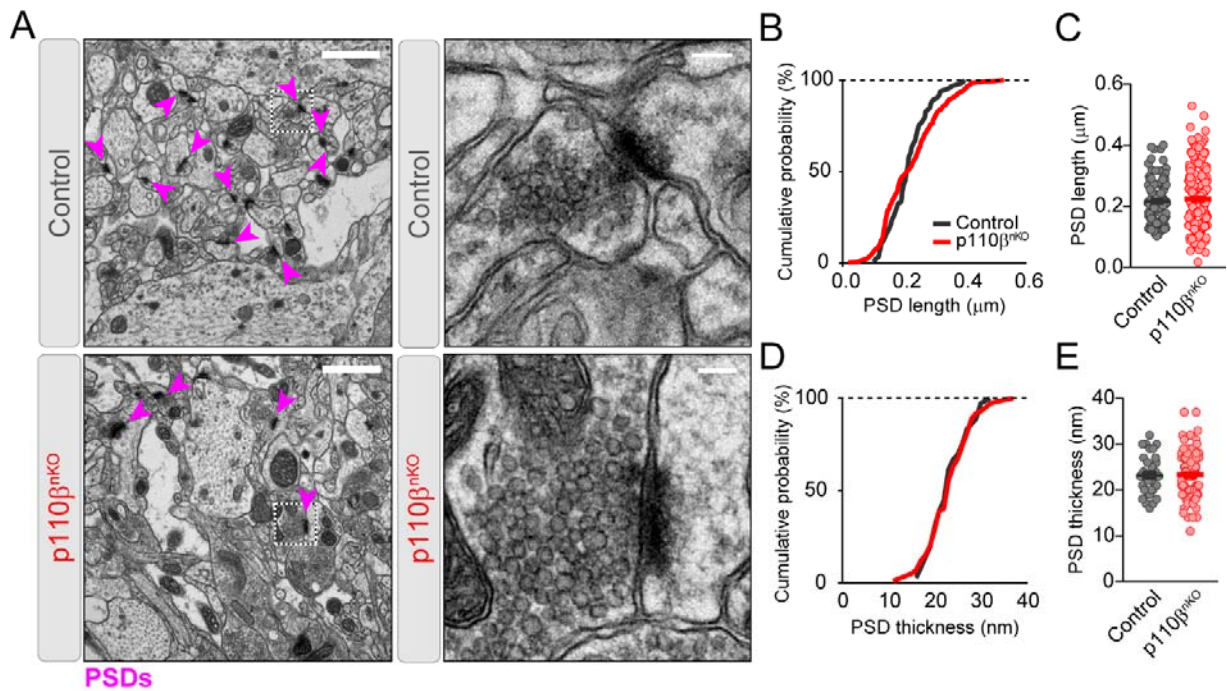 A
Control
Control
p110β^nKO
p110β^nKO
PSDs
B
Cumulative probability (%)
100
50
0
0.0 0.2 0.4 0.6
PSD length (μm)
Control
p110β^nKO
C
PSD length (μm)
0.6
0.4
0.2
0.0
Control
p110β^nKO
D
Cumulative probability (%)
100
50
0
0 10 20 30 40
PSD thickness (nm)
E
PSD thickness (nm)
40
30
20
10
0
Control
p110β^nKO